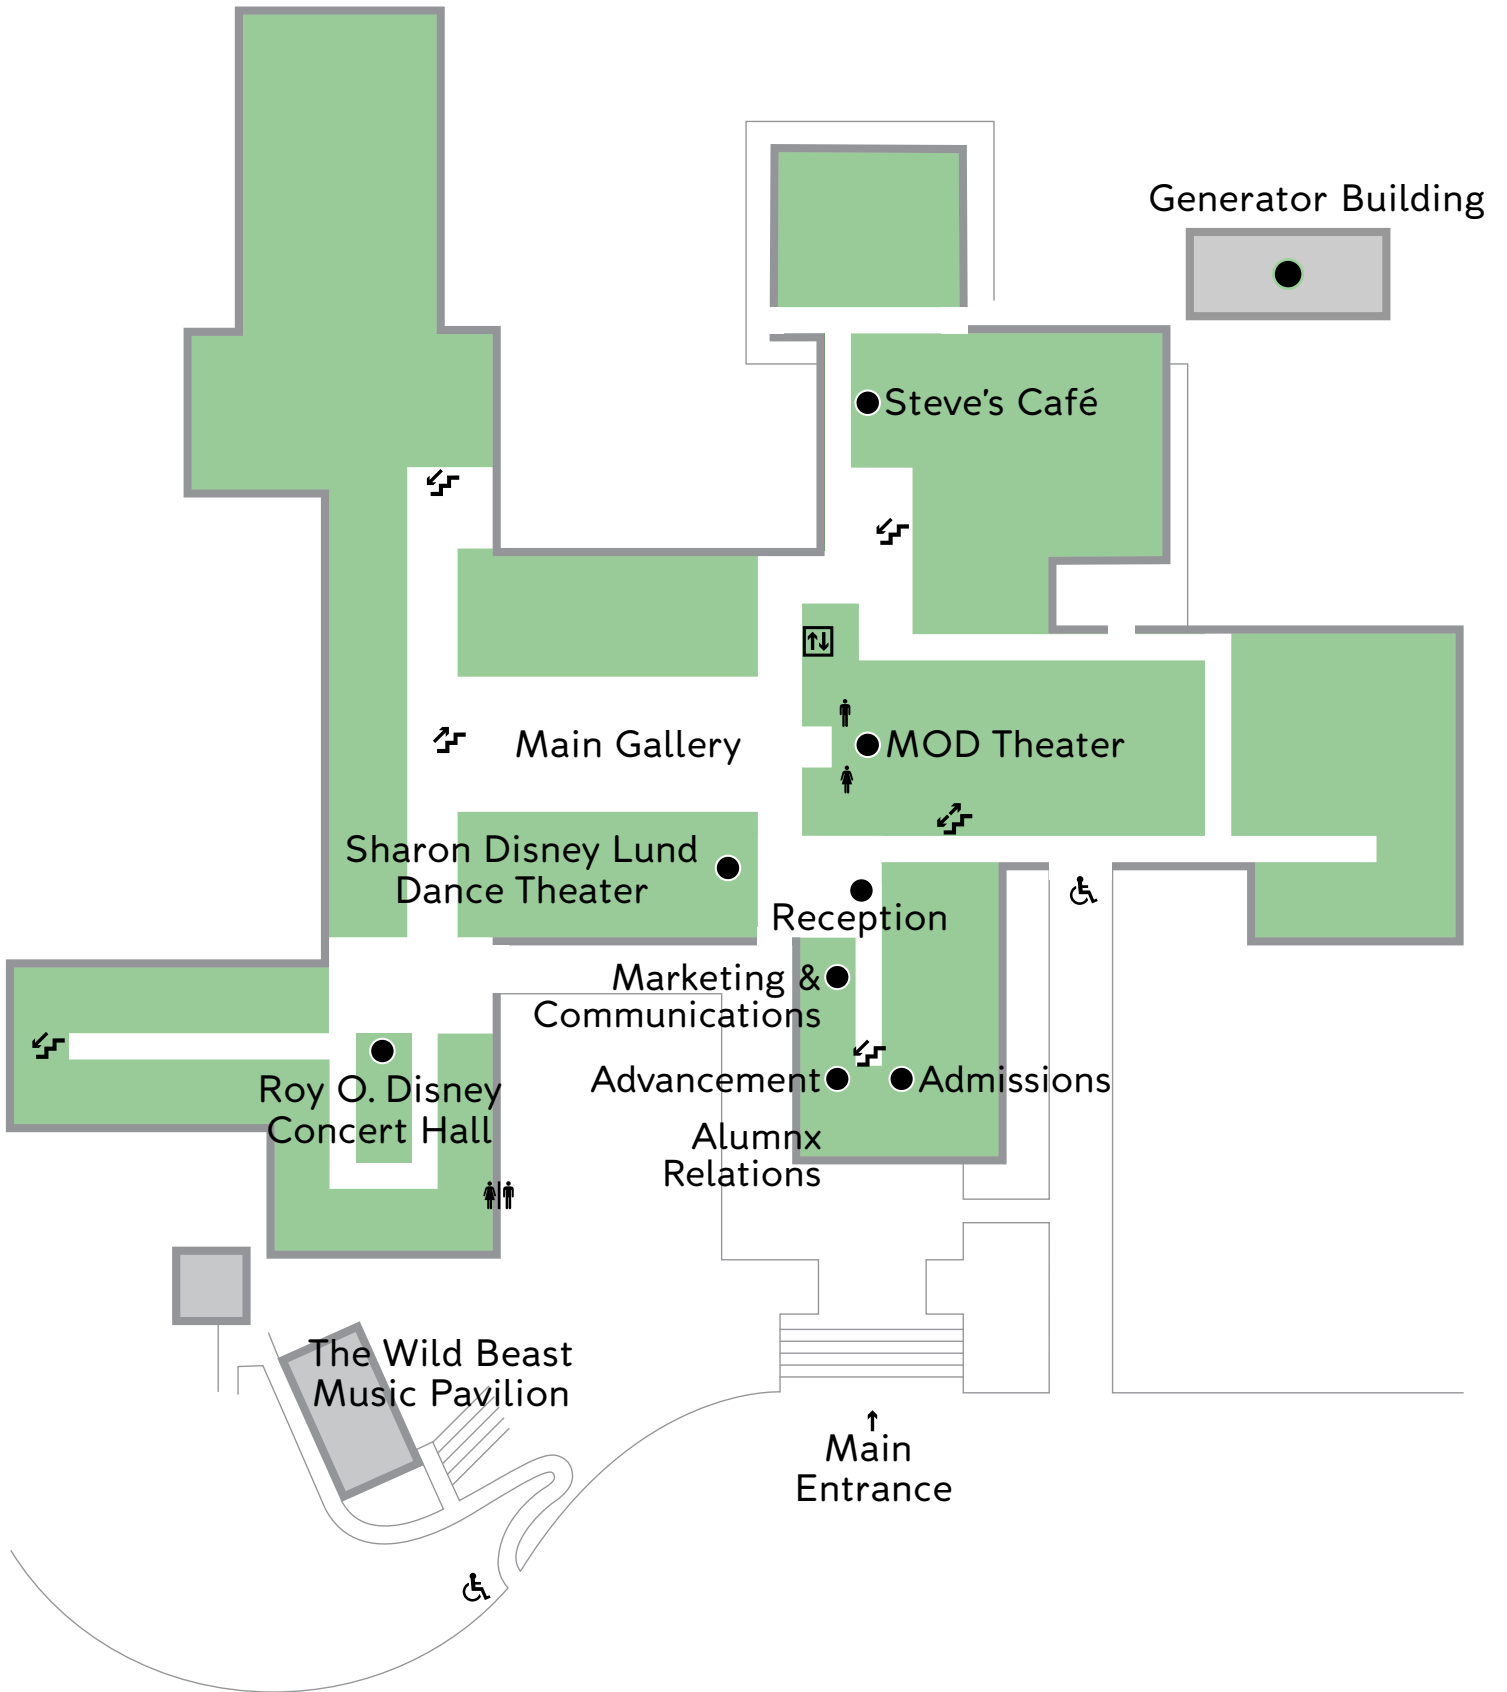 Generator Building
Steve's Café
Main Gallery
MOD Theater
Sharon Disney Lund
Dance Theater
Reception
Marketing &
Communications
Advancement
Admissions
Roy O. Disney
Concert Hall
Alumnx
Relations
The Wild Beast
Music Pavilion
Main
Entrance